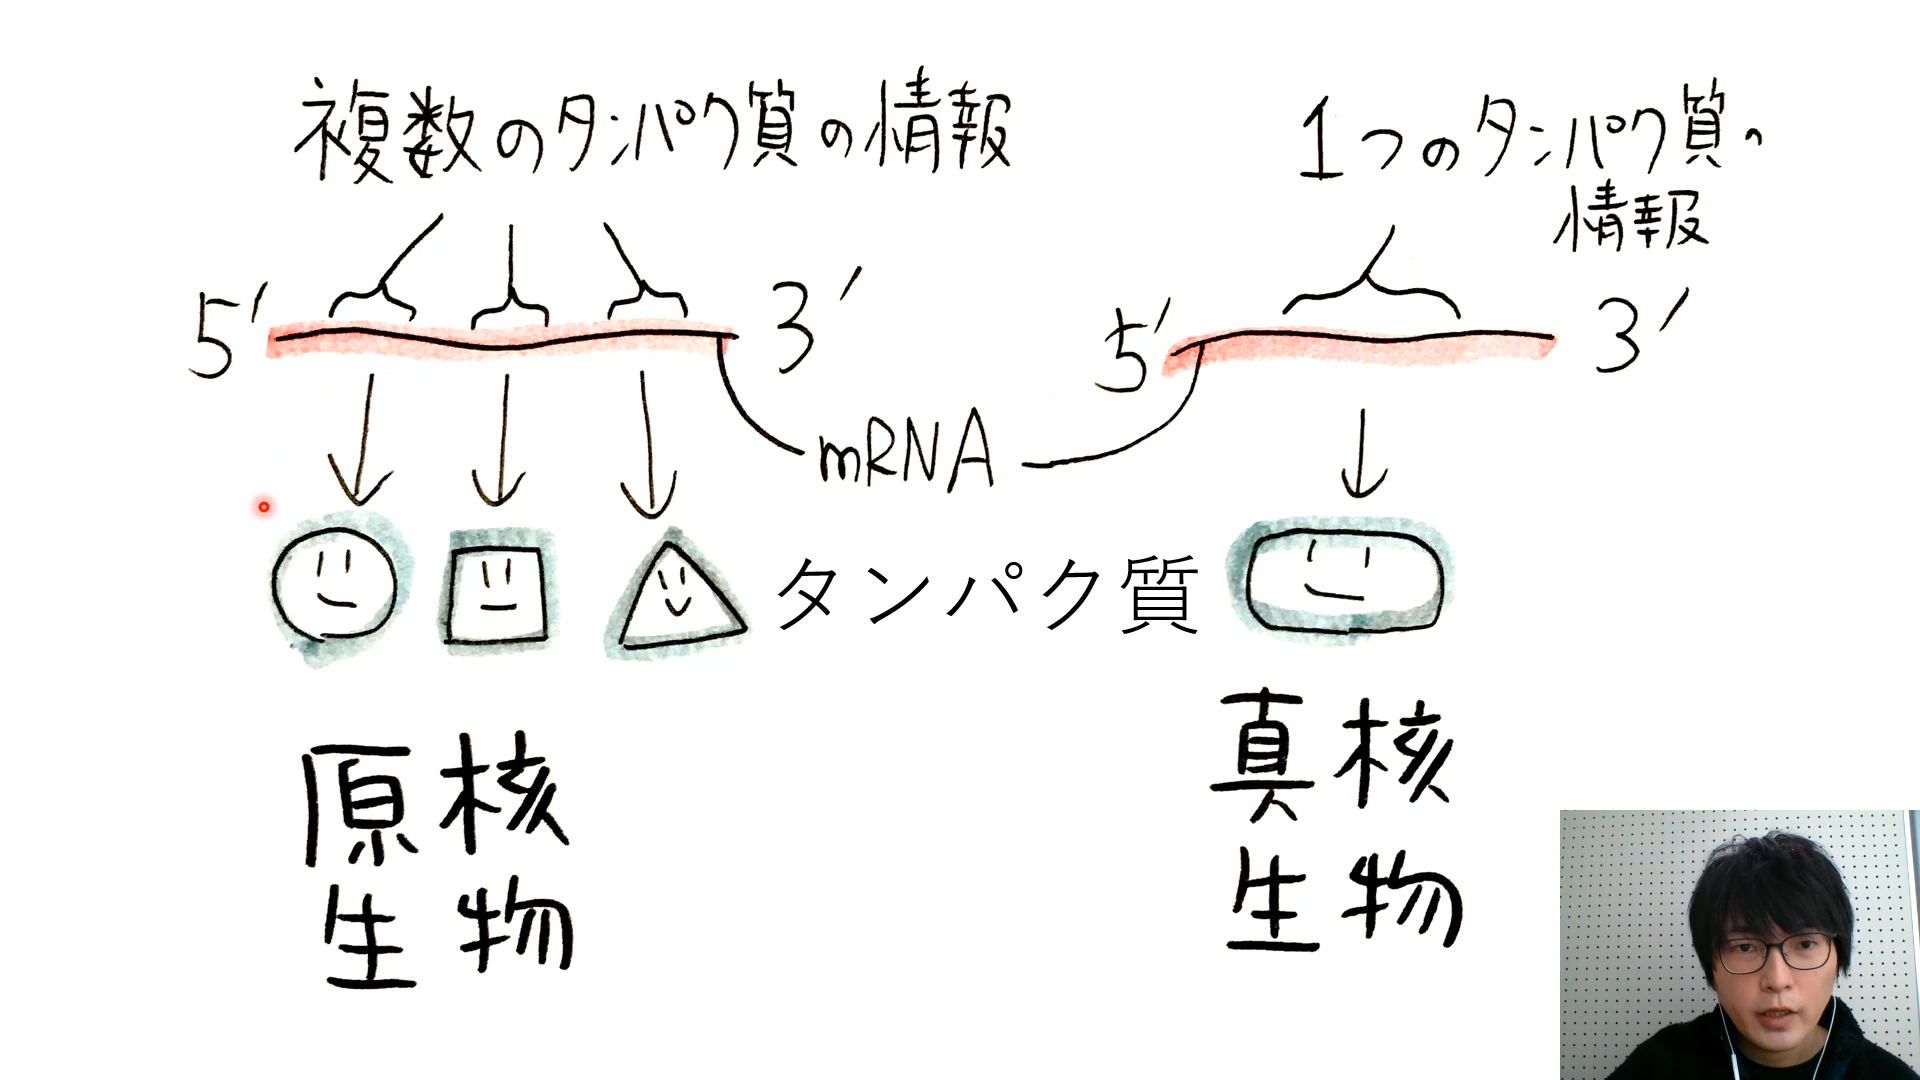 複数のタンパク質の情報
1つのタンパク質の
情報
5′
3′
5′
3′
mRNA
タンパク質
原核
生物
真核
生物